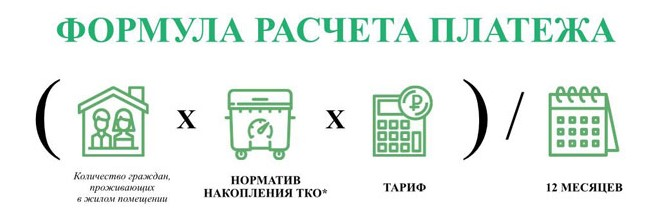 ФОРМУЛА РАСЧЕТА ПЛАТЕЖА
( х х ₽ ) / 
Количество граждан,
проживающих
в жилом помещении
НОРМАТИВ
НАКОПЛЕНИЯ ТКО*
ТАРИФ
12 МЕСЯЦЕВ